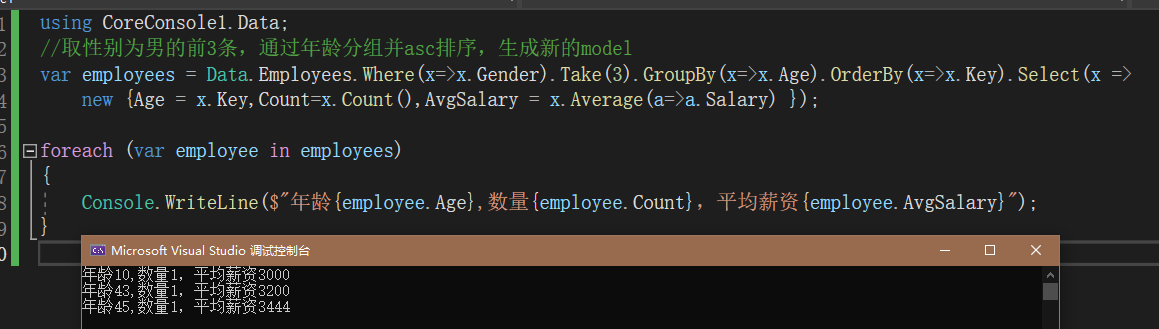 1 using CoreConsole1.Data;
2 //取性别为男的前3条，通过年龄分组并asc排序，生成新的model
3 var employees = Data.Employees.Where(x=>x.Gender).Take(3).GroupBy(x=>x.Age).OrderBy(x=>x.Key).Select(x =>
4 new {Age = x.Key,Count=x.Count(),AvgSalary = x.Average(a=>a.Salary) });
5
6 foreach (var employee in employees)
7 {
8 Console.WriteLine($"年龄{employee.Age},数量{employee.Count}，平均薪资{employee.AvgSalary}");
9 }
0
Microsoft Visual Studio 调试控制台
年龄10,数量1，平均薪资3000
年龄43,数量1，平均薪资3200
年龄45,数量1，平均薪资3444